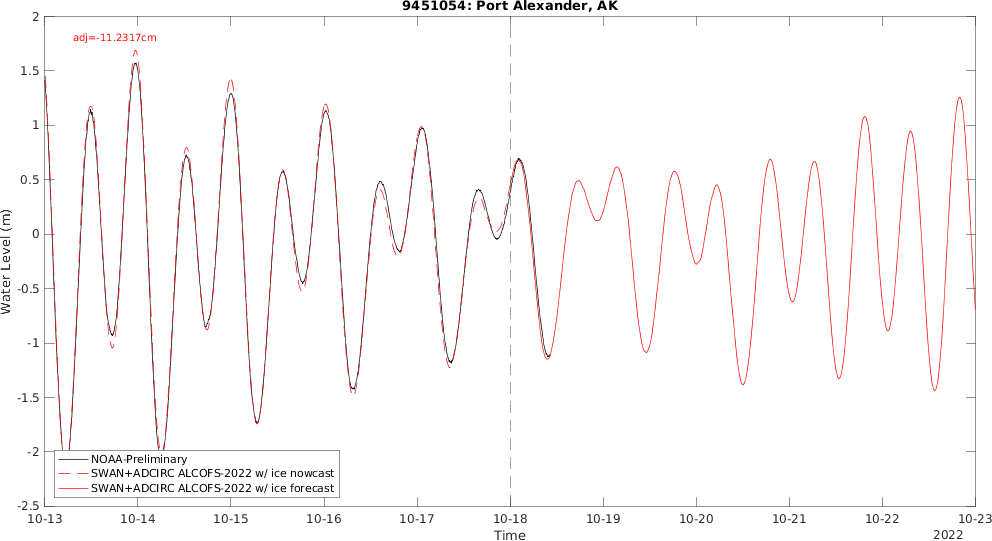 9451054: Port Alexander, AK
adj=-11.2317cm
2
1.5
1
0.5
0
-0.5
-1
-1.5
-2
-2.5
Water Level (m)
NOAA-Preliminary
SWAN+ADCIRC ALCOFS-2022 w/ ice nowcast
SWAN+ADCIRC ALCOFS-2022 w/ ice forecast
10-13 10-14 10-15 10-16 10-17 10-18 10-19 10-20 10-21 10-22 10-23
Time
2022